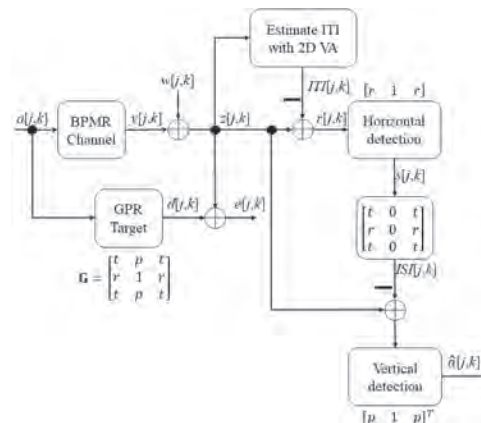 Estimate ITI
with 2D VA
w[j,k]
ITI[j,k]
[r 1 r]
a[j,k]
BPMR
Channel
v[j,k]
z[j,k]
r[j,k]
Horizontal
detection
s[j,k]
GPR
Target
d[j,k]
e[j,k]
G = [t p t
r 1 r
t p t]
[t 0 t
r 0 r
t 0 t]
ISI[j,k]
Vertical
detection
â[j,k]
[p 1 p]ᵀ